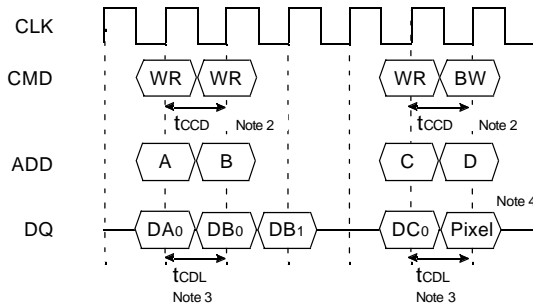 CLK
CMD WR WR WR BW
tCCD Note 2 tCCD Note 2
ADD A B C D
Note 4
DQ DA0 DB0 DB1 DC0 Pixel
tCDL tCDL
Note 3 Note 3